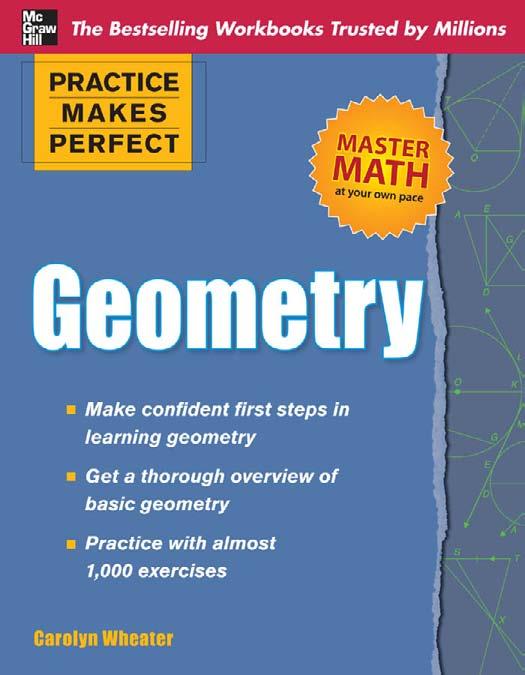 Mc
Graw
Hill
The Bestselling Workbooks Trusted by Millions
PRACTICE
MAKES
PERFECT
MASTER
MATH
at your own pace
Geometry
Make confident first steps in
learning geometry
Get a thorough overview of
basic geometry
Practice with almost
1,000 exercises
Carolyn Wheater
T
O
A
E
G
D
L
O
K
G
E
D
A
S
T
X